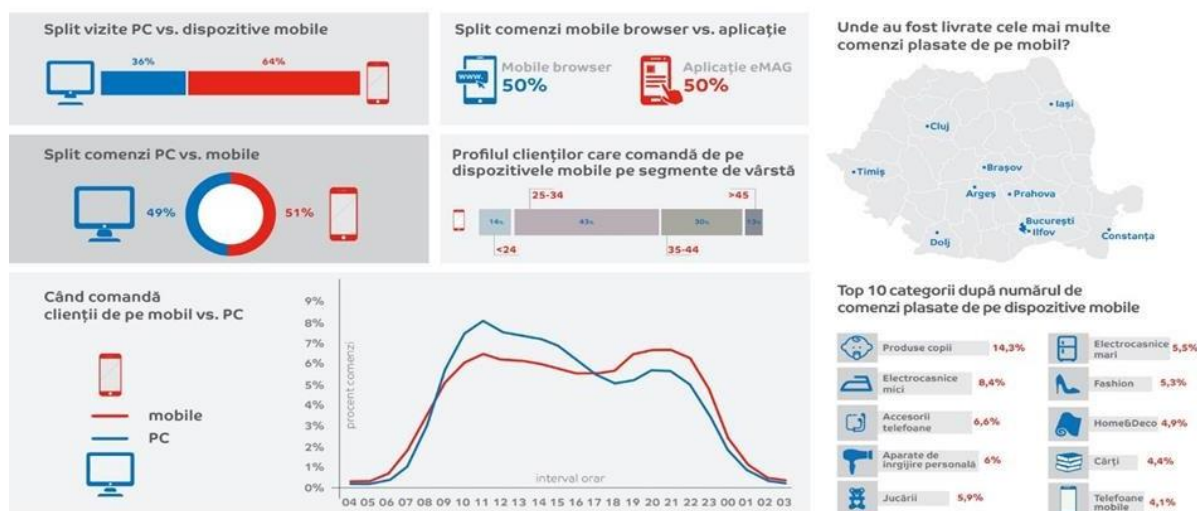 Split vizite PC vs. dispozitive mobile
36%
64%
Split comenzi mobile browser vs. aplicație
www.
Mobile browser
50%
Aplicație eMAG
50%
Split comenzi PC vs. mobile
49%
51%
Profilul clienților care comandă de pe
dispozitivele mobile pe segmente de vârstă
25-34
>45
14%
43%
30%
13%
<24
35-44
Când comandă
clienții de pe mobil vs. PC
mobile
PC
procent comenzi
9%
8%
7%
6%
5%
4%
3%
2%
1%
0%
interval orar
04 05 06 07 08 09 10 11 12 13 14 15 16 17 18 19 20 21 22 23 00 01 02 03
Unde au fost livrate cele mai multe
comenzi plasate de pe mobil?
Iași
Cluj
Timiș
Brașov
Argeș
Prahova
București
Ilfov
Dolj
Constanța
Top 10 categorii după numărul de
comenzi plasate de pe dispozitive mobile
Produse copii 14,3%
Electrocasnice
mici 8,4%
Accesorii
telefoane 6,6%
Aparate de
îngrijire personală 6%
Jucării 5,9%
Electrocasnice
mari 5,5%
Fashion 5,3%
Home&Deco 4,9%
Cărți 4,4%
Telefoane
mobile 4,1%